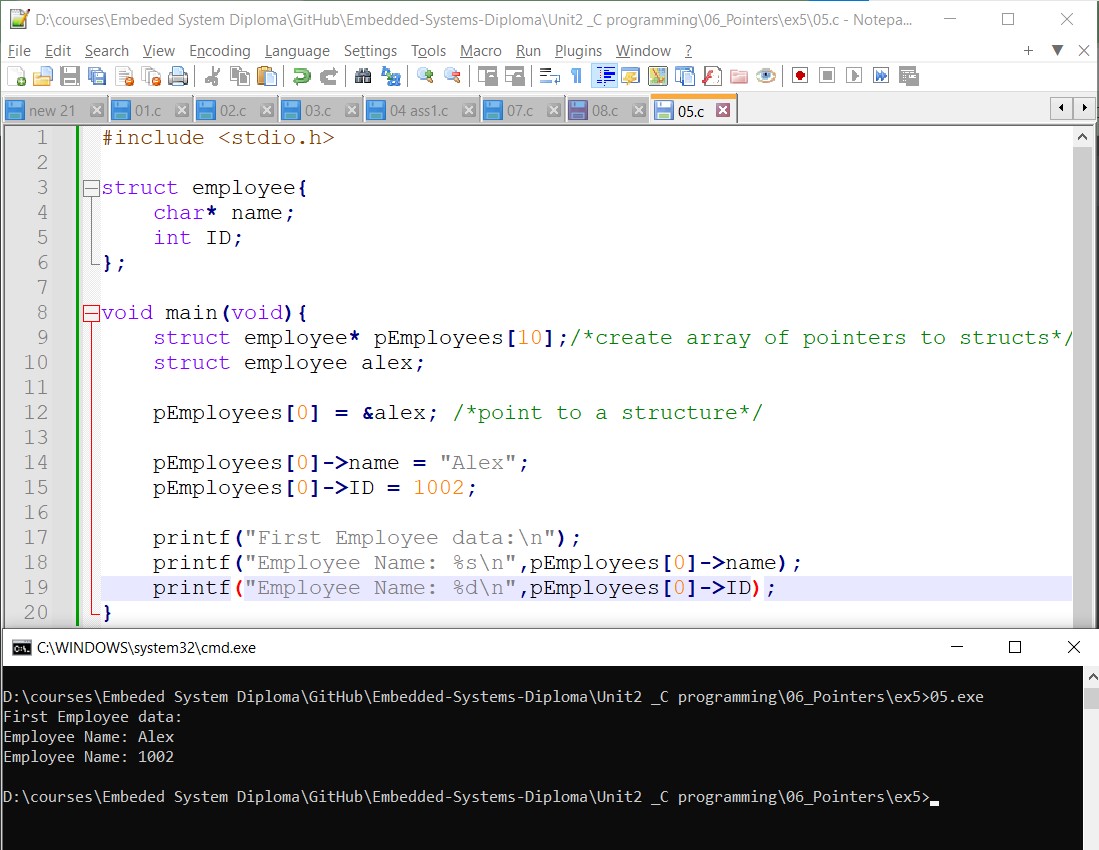 D:\courses\Embeded System Diploma\GitHub\Embedded-Systems-Diploma\Unit2 _C programming\06_Pointers\ex5\05.c - Notepa...
File Edit Search View Encoding Language Settings Tools Macro Run Plugins Window ?
new 21 01.c 02.c 03.c 04 ass1.c 07.c 08.c 05.c
1 #include <stdio.h>
2
3 struct employee{
4     char* name;
5     int ID;
6 };
7
8 void main(void){
9     struct employee* pEmployees[10];/*create array of pointers to structs*/
10     struct employee alex;
11
12     pEmployees[0] = &alex; /*point to a structure*/
13
14     pEmployees[0]->name = "Alex";
15     pEmployees[0]->ID = 1002;
16
17     printf("First Employee data:\n");
18     printf("Employee Name: %s\n",pEmployees[0]->name);
19     printf("Employee Name: %d\n",pEmployees[0]->ID);
20 }
C:\WINDOWS\system32\cmd.exe
D:\courses\Embeded System Diploma\GitHub\Embedded-Systems-Diploma\Unit2 _C programming\06_Pointers\ex5>05.exe
First Employee data:
Employee Name: Alex
Employee Name: 1002
D:\courses\Embeded System Diploma\GitHub\Embedded-Systems-Diploma\Unit2 _C programming\06_Pointers\ex5>